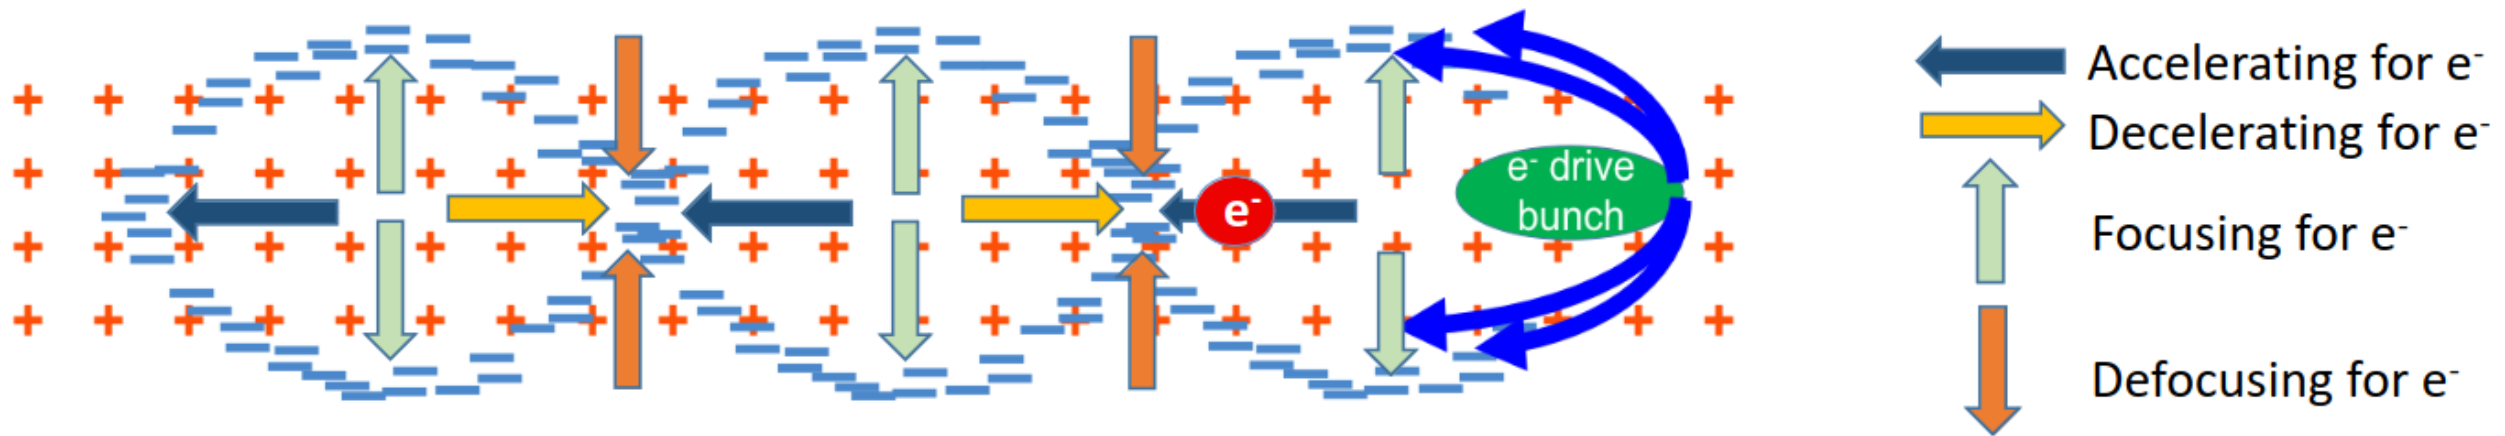 e⁻ drive
bunch
e⁻
Accelerating for e⁻
Decelerating for e⁻
Focusing for e⁻
Defocusing for e⁻